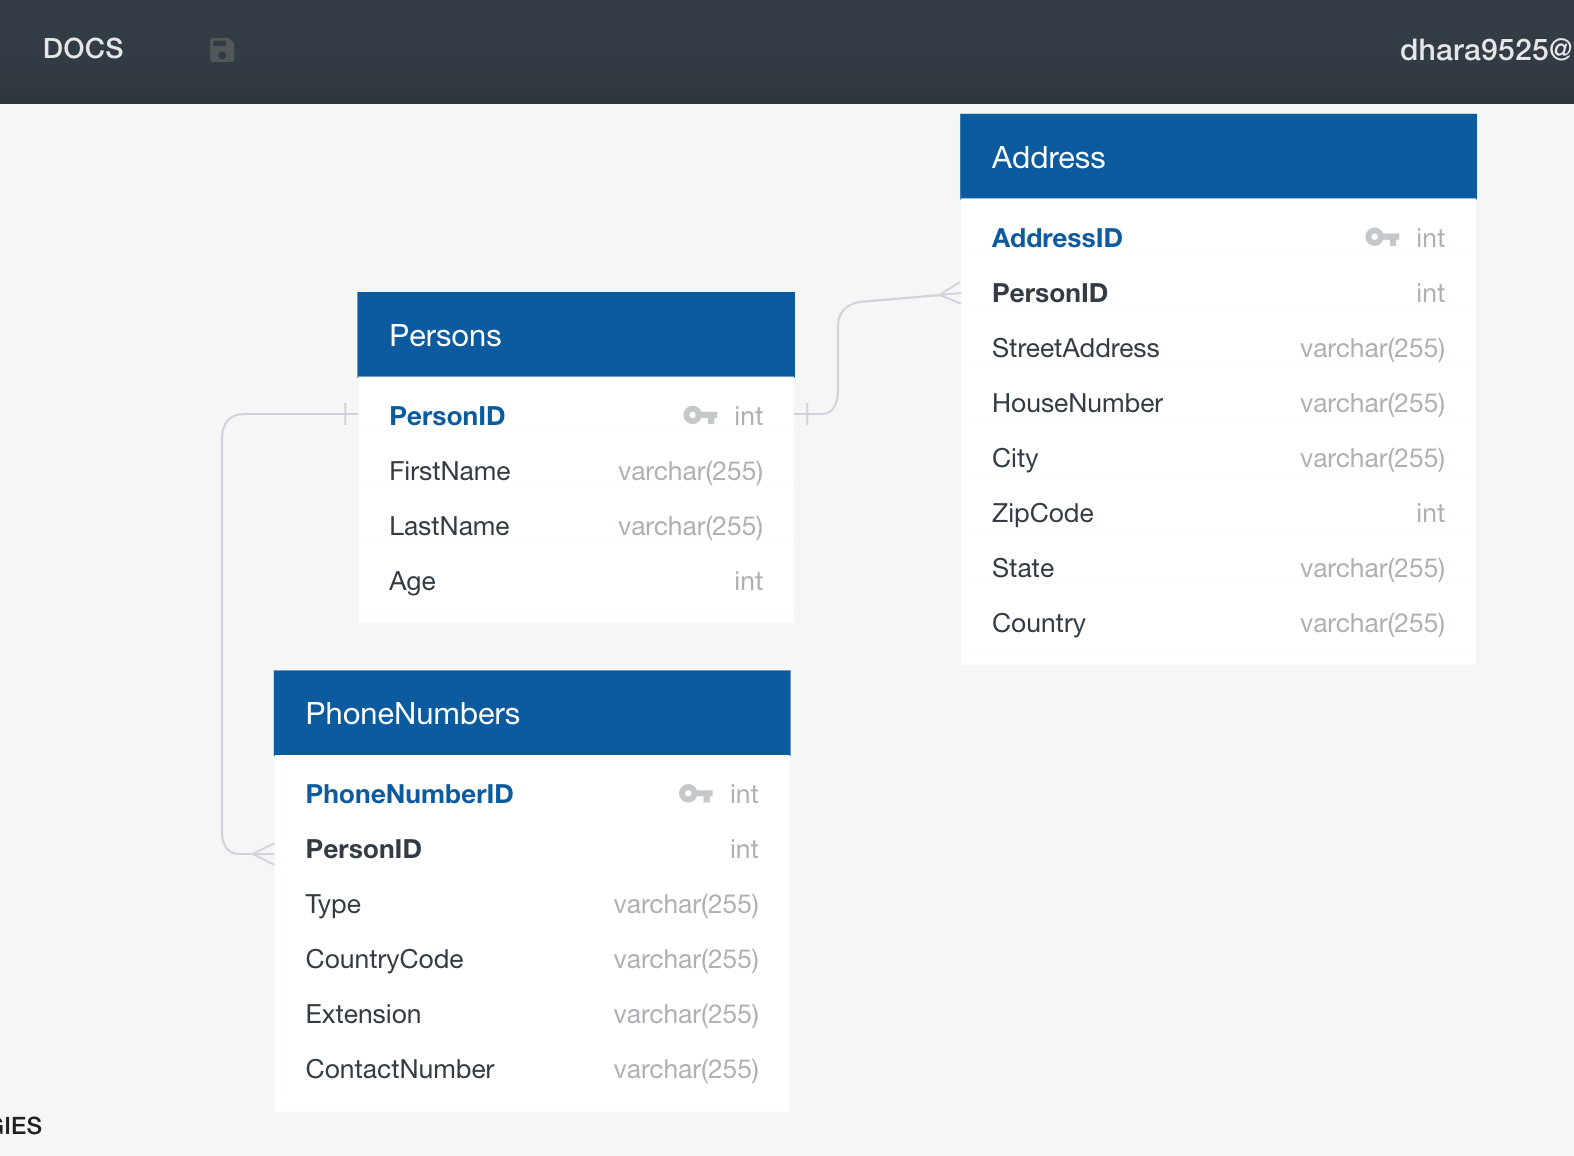 DOCS
dhara9525@
Address
AddressID int
PersonID int
StreetAddress varchar(255)
HouseNumber varchar(255)
City varchar(255)
ZipCode int
State varchar(255)
Country varchar(255)
Persons
PersonID int
FirstName varchar(255)
LastName varchar(255)
Age int
PhoneNumbers
PhoneNumberID int
PersonID int
Type varchar(255)
CountryCode varchar(255)
Extension varchar(255)
ContactNumber varchar(255)
GIES